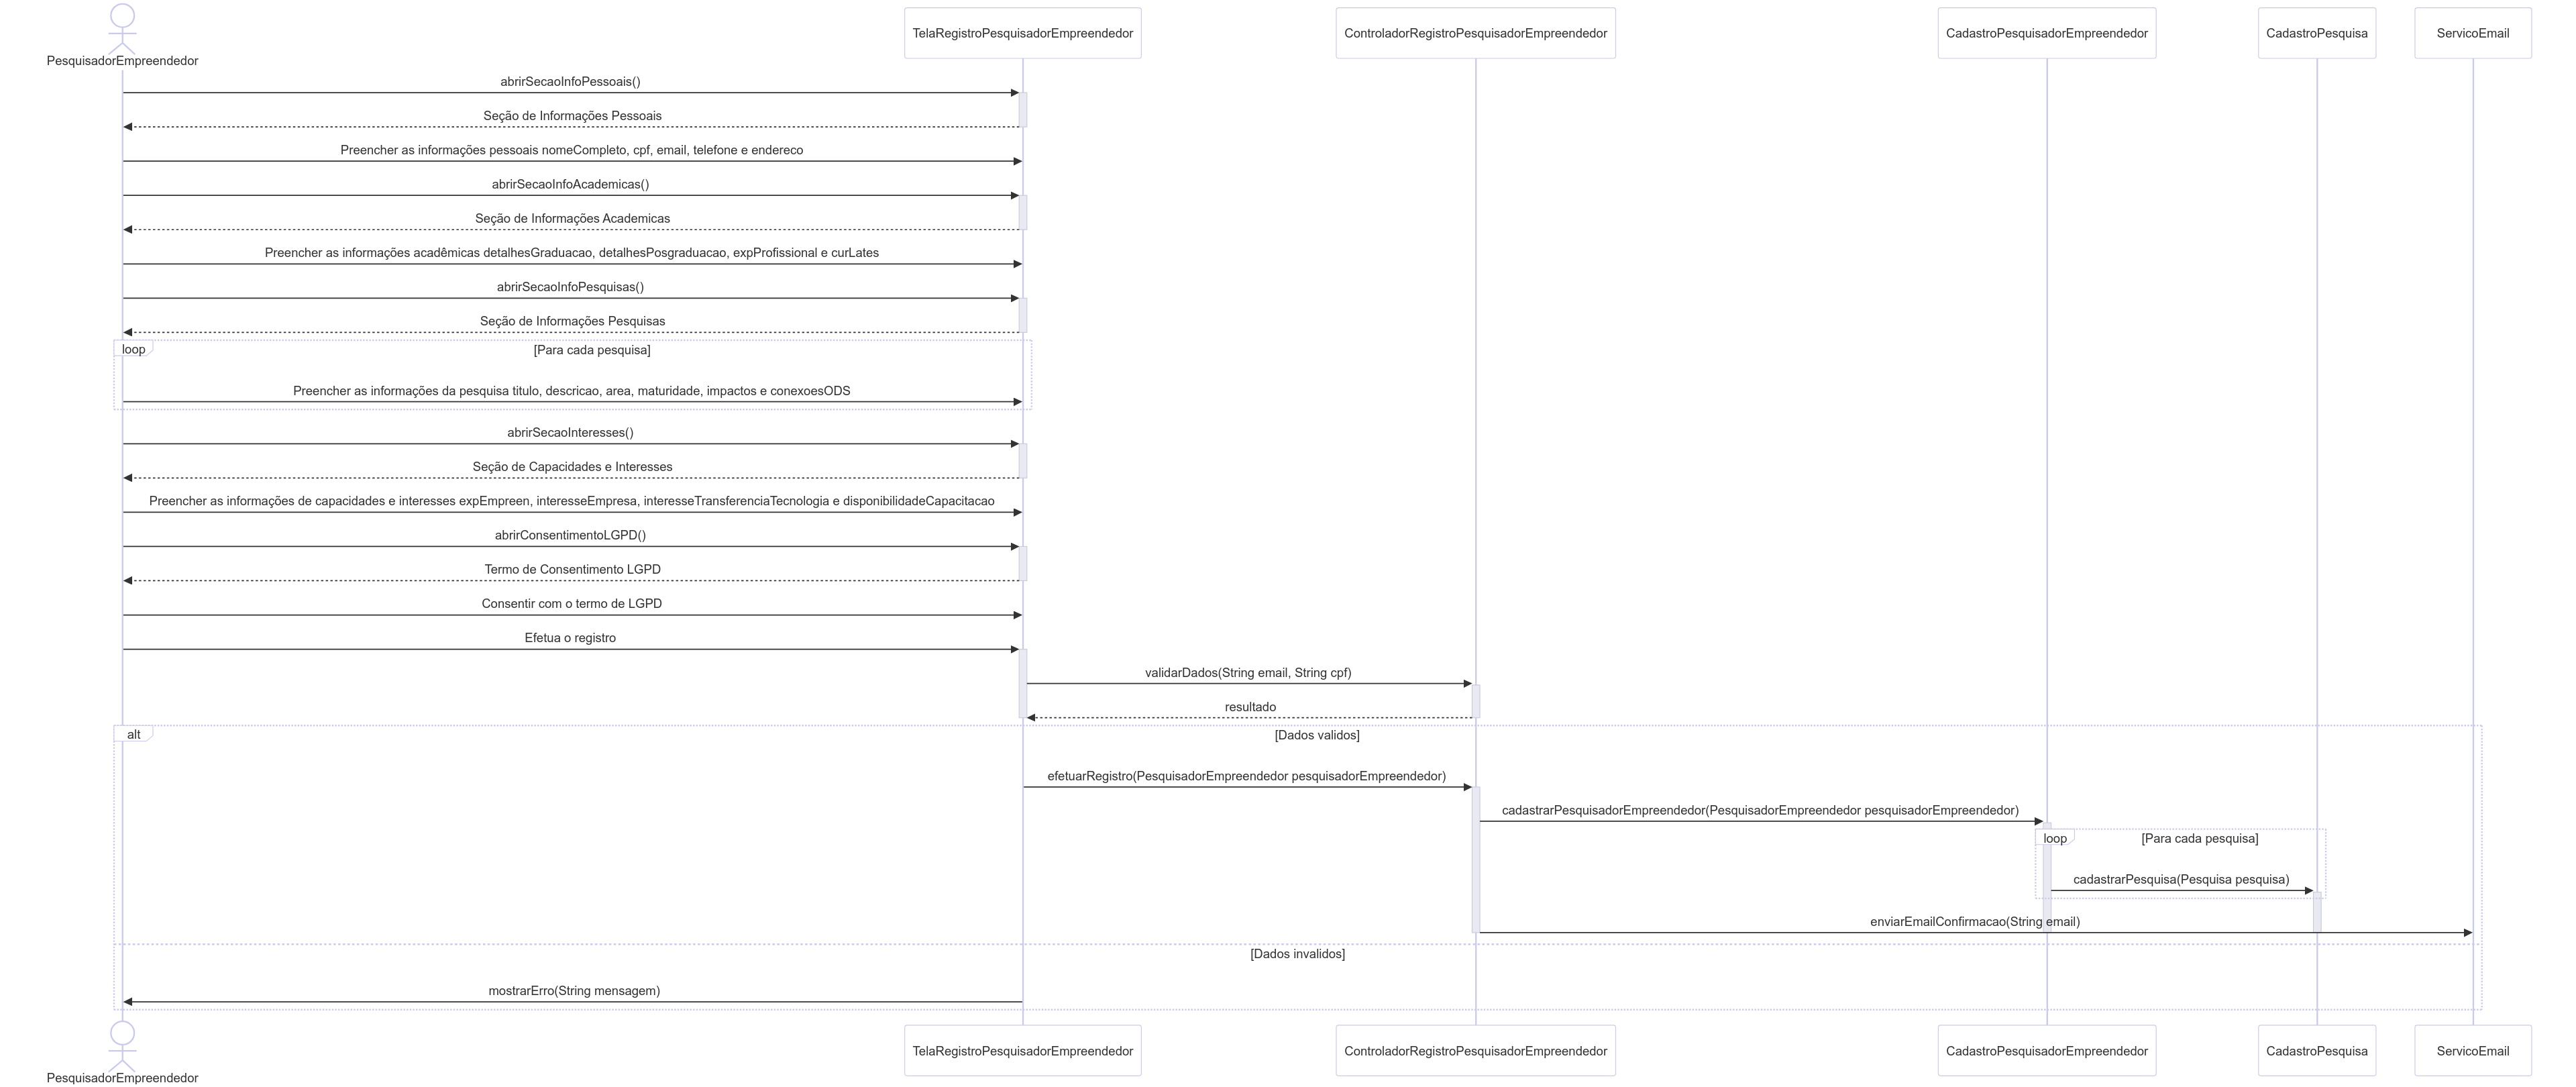 PesquisadorEmpreendedor
TelaRegistroPesquisadorEmpreendedor
ControladorRegistroPesquisadorEmpreendedor
CadastroPesquisadorEmpreendedor
CadastroPesquisa
ServicoEmail
abrirSecaoInfoPessoais()
Seção de Informações Pessoais
Preencher as informações pessoais nomeCompleto, cpf, email, telefone e endereco
abrirSecaoInfoAcademicas()
Seção de Informações Academicas
Preencher as informações acadêmicas detalhesGraduacao, detalhesPosgraduacao, expProfissional e curLates
abrirSecaoInfoPesquisas()
Seção de Informações Pesquisas
loop
[Para cada pesquisa]
Preencher as informações da pesquisa titulo, descricao, area, maturidade, impactos e conexoesODS
abrirSecaoInteresses()
Seção de Capacidades e Interesses
Preencher as informações de capacidades e interesses expEmpreen, interesseEmpresa, interesseTransferenciaTecnologia e disponibilidadeCapacitacao
abrirConsentimentoLGPD()
Termo de Consentimento LGPD
Consentir com o termo de LGPD
Efetua o registro
validarDados(String email, String cpf)
resultado
alt
[Dados validos]
efetuarRegistro(PesquisadorEmpreendedor pesquisadorEmpreendedor)
cadastrarPesquisadorEmpreendedor(PesquisadorEmpreendedor pesquisadorEmpreendedor)
loop
[Para cada pesquisa]
cadastrarPesquisa(Pesquisa pesquisa)
enviarEmailConfirmacao(String email)
[Dados invalidos]
mostrarErro(String mensagem)
PesquisadorEmpreendedor
TelaRegistroPesquisadorEmpreendedor
ControladorRegistroPesquisadorEmpreendedor
CadastroPesquisadorEmpreendedor
CadastroPesquisa
ServicoEmail